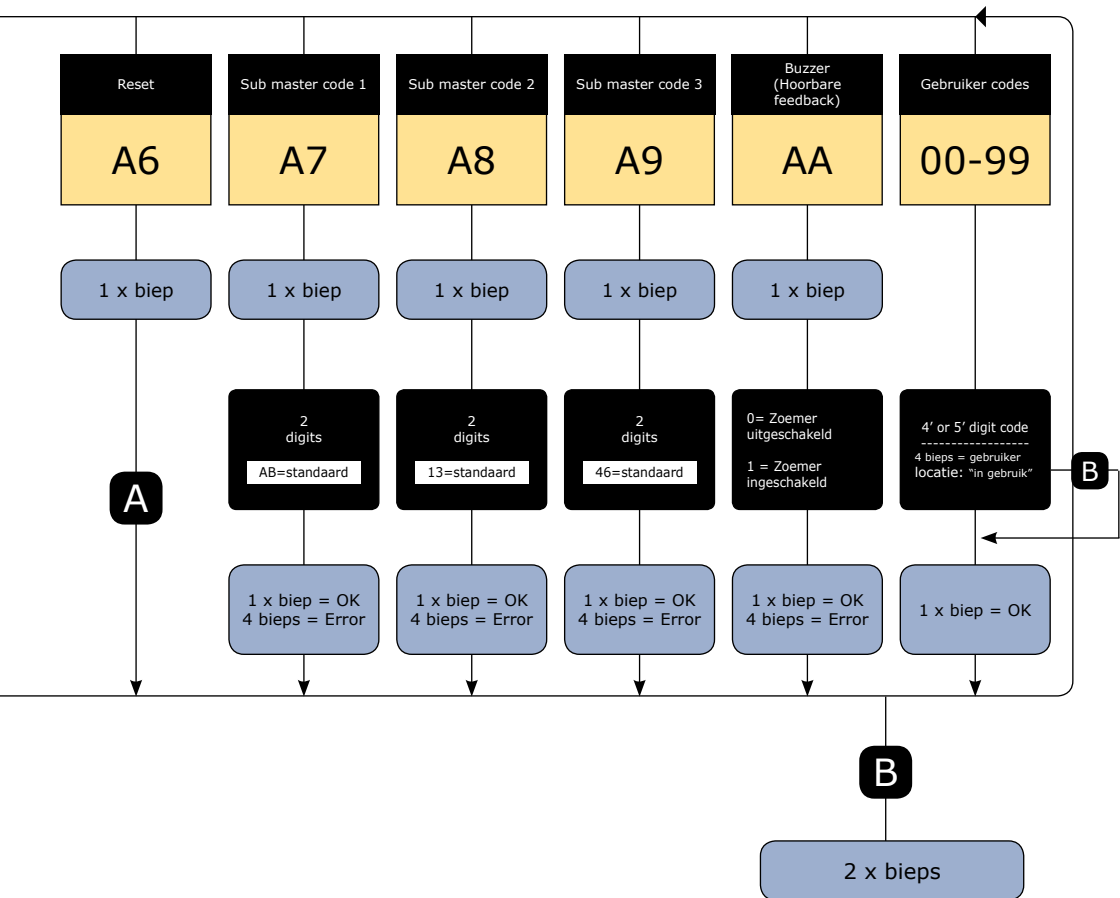 Reset
A6
1 x biep
A
Sub master code 1
A7
1 x biep
2
digits
AB=standaard
1 x biep = OK
4 bieps = Error
Sub master code 2
A8
1 x biep
2
digits
13=standaard
1 x biep = OK
4 bieps = Error
Sub master code 3
A9
1 x biep
2
digits
46=standaard
1 x biep = OK
4 bieps = Error
Buzzer
(Hoorbare
feedback)
AA
1 x biep
0= Zoemer
uitgeschakeld
1 = Zoemer
ingeschakeld
1 x biep = OK
4 bieps = Error
Gebruiker codes
00-99
4’ or 5’ digit code
------------------
4 bieps = gebruiker
locatie: “in gebruik”
B
1 x biep = OK
B
2 x bieps